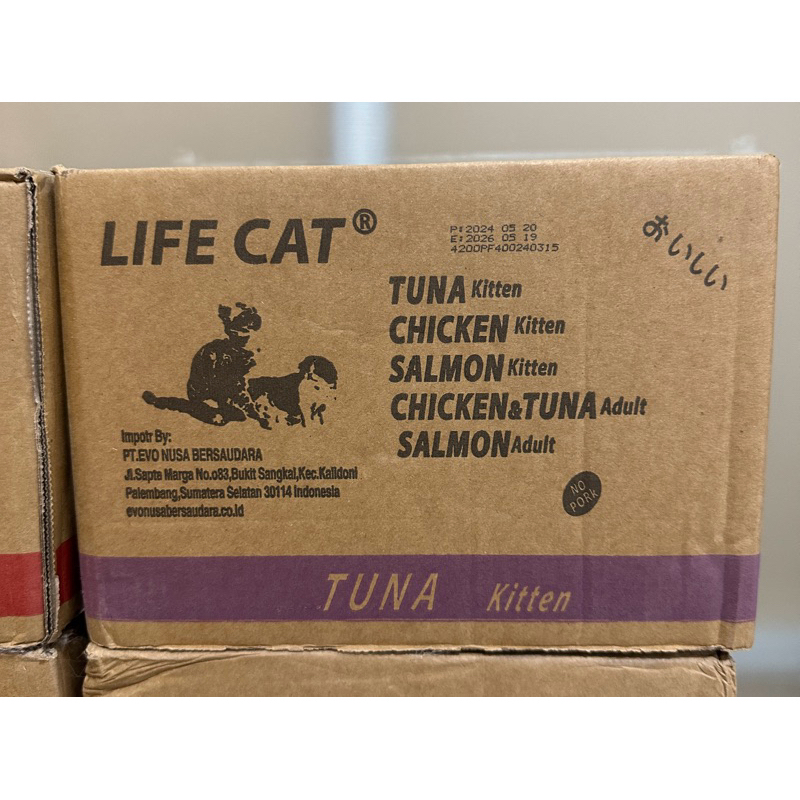 LIFE CAT®
P:2024 05 20
E:2026 05 19
4200PF400240315
おいしい
TUNA Kitten
CHICKEN Kitten
SALMON Kitten
CHICKEN&TUNA Adult
SALMON Adult
Impotr By:
PT.EVO NUSA BERSAUDARA
Jl.Sapta Marga No.o83,Bukit Sangkal,Kec.Kalidoni
Palembang,Sumatera Selatan 30114 Indonesia
evonusabersaudara.co.id
NO
PORK
TUNA Kitten